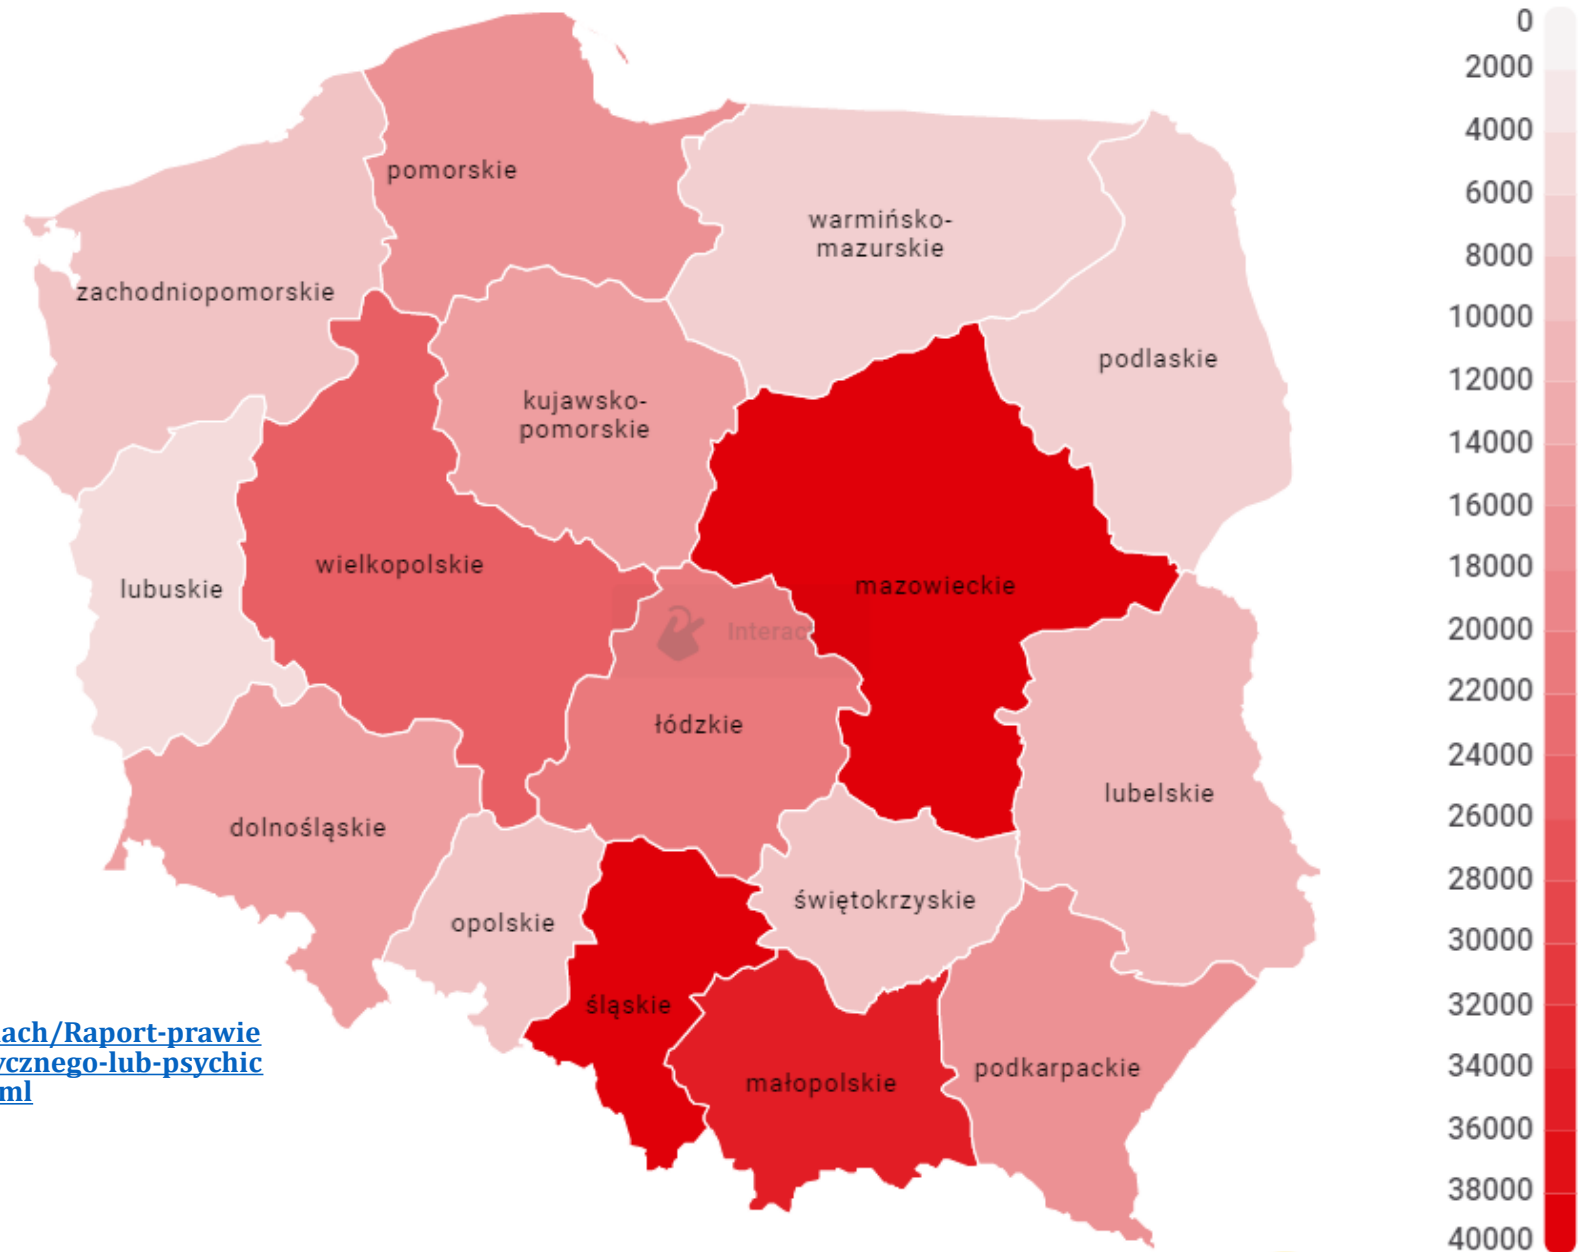 pomorskie
warmińsko-
mazurskie
zachodniopomorskie
podlaskie
kujawsko-
pomorskie
wielkopolskie
mazowieckie
lubuskie
Interac
łódzkie
lubelskie
dolnośląskie
świętokrzyskie
opolskie
śląskie
podkarpackie
małopolskie
ach/Raport-prawie
ycznego-lub-psychic
ml
0
2000
4000
6000
8000
10000
12000
14000
16000
18000
20000
22000
24000
26000
28000
30000
32000
34000
36000
38000
40000